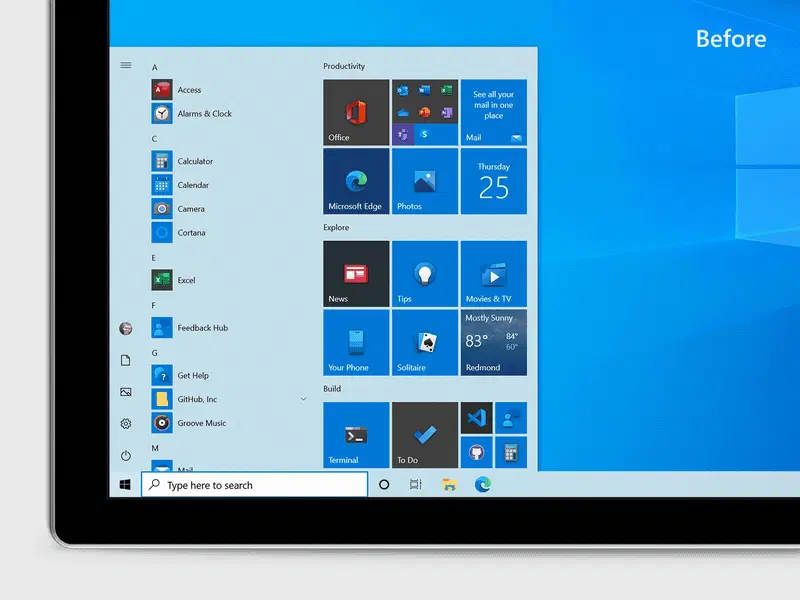 Before
A
Access
Alarms & Clock
C
Calculator
Calendar
Camera
Cortana
E
Excel
F
Feedback Hub
G
Get Help
GitHub, Inc
Groove Music
M
Mail
Productivity
Office
See all your
mail in one
place
Mail
Microsoft Edge
Photos
Thursday
25
Explore
News
Tips
Movies & TV
Your Phone
Solitaire
Mostly Sunny
83°
84°
60°
Redmond
Build
Terminal
To Do
Type here to search